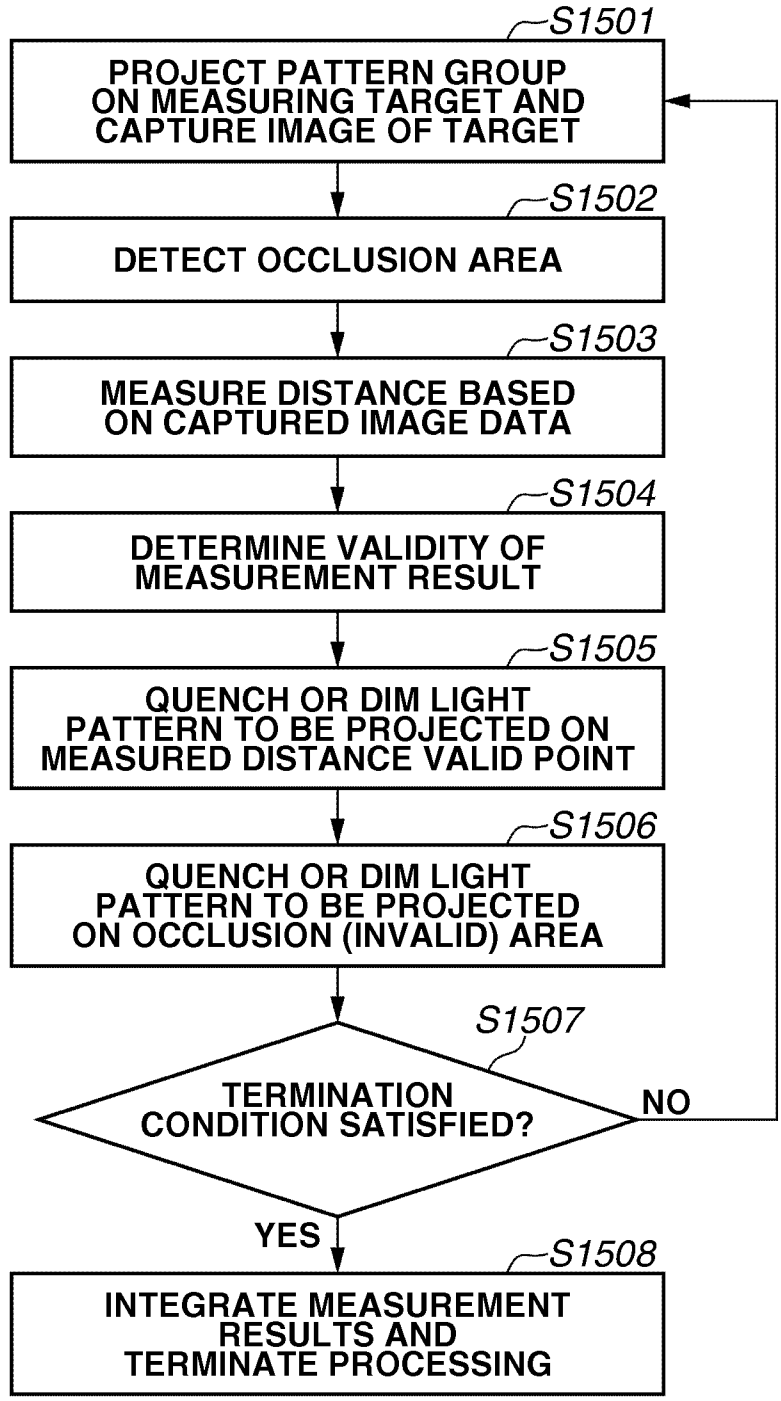 S1501
PROJECT PATTERN GROUP
ON MEASURING TARGET AND
CAPTURE IMAGE OF TARGET
S1502
DETECT OCCLUSION AREA
S1503
MEASURE DISTANCE BASED
ON CAPTURED IMAGE DATA
S1504
DETERMINE VALIDITY OF
MEASUREMENT RESULT
S1505
QUENCH OR DIM LIGHT
PATTERN TO BE PROJECTED ON
MEASURED DISTANCE VALID POINT
S1506
QUENCH OR DIM LIGHT
PATTERN TO BE PROJECTED
ON OCCLUSION (INVALID) AREA
S1507
TERMINATION
CONDITION SATISFIED?
NO
YES
S1508
INTEGRATE MEASUREMENT
RESULTS AND
TERMINATE PROCESSING